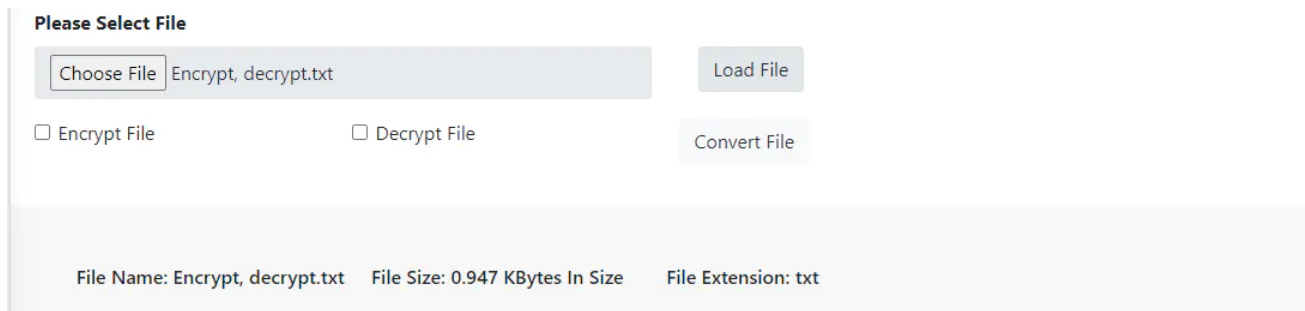 Please Select File
Choose File Encrypt, decrypt.txt
Load File
Encrypt File
Decrypt File
Convert File
File Name: Encrypt, decrypt.txt
File Size: 0.947 KBytes In Size
File Extension: txt